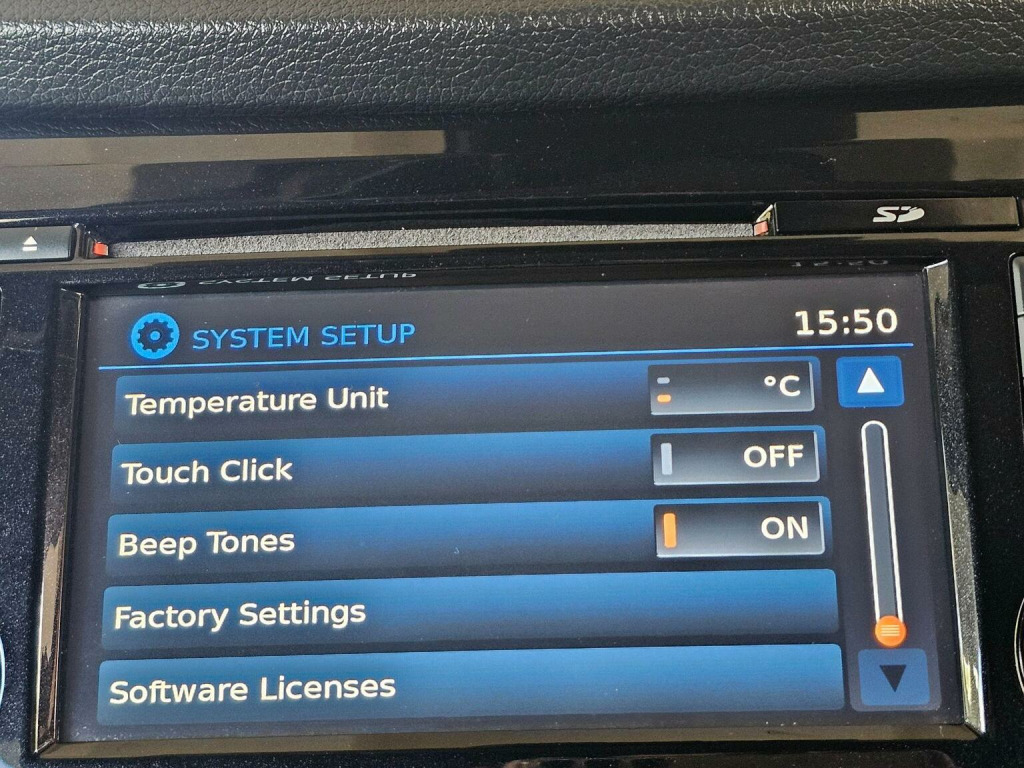 SD
SYSTEM SETUP
15:50
Temperature Unit
°C
Touch Click
OFF
Beep Tones
ON
Factory Settings
Software Licenses